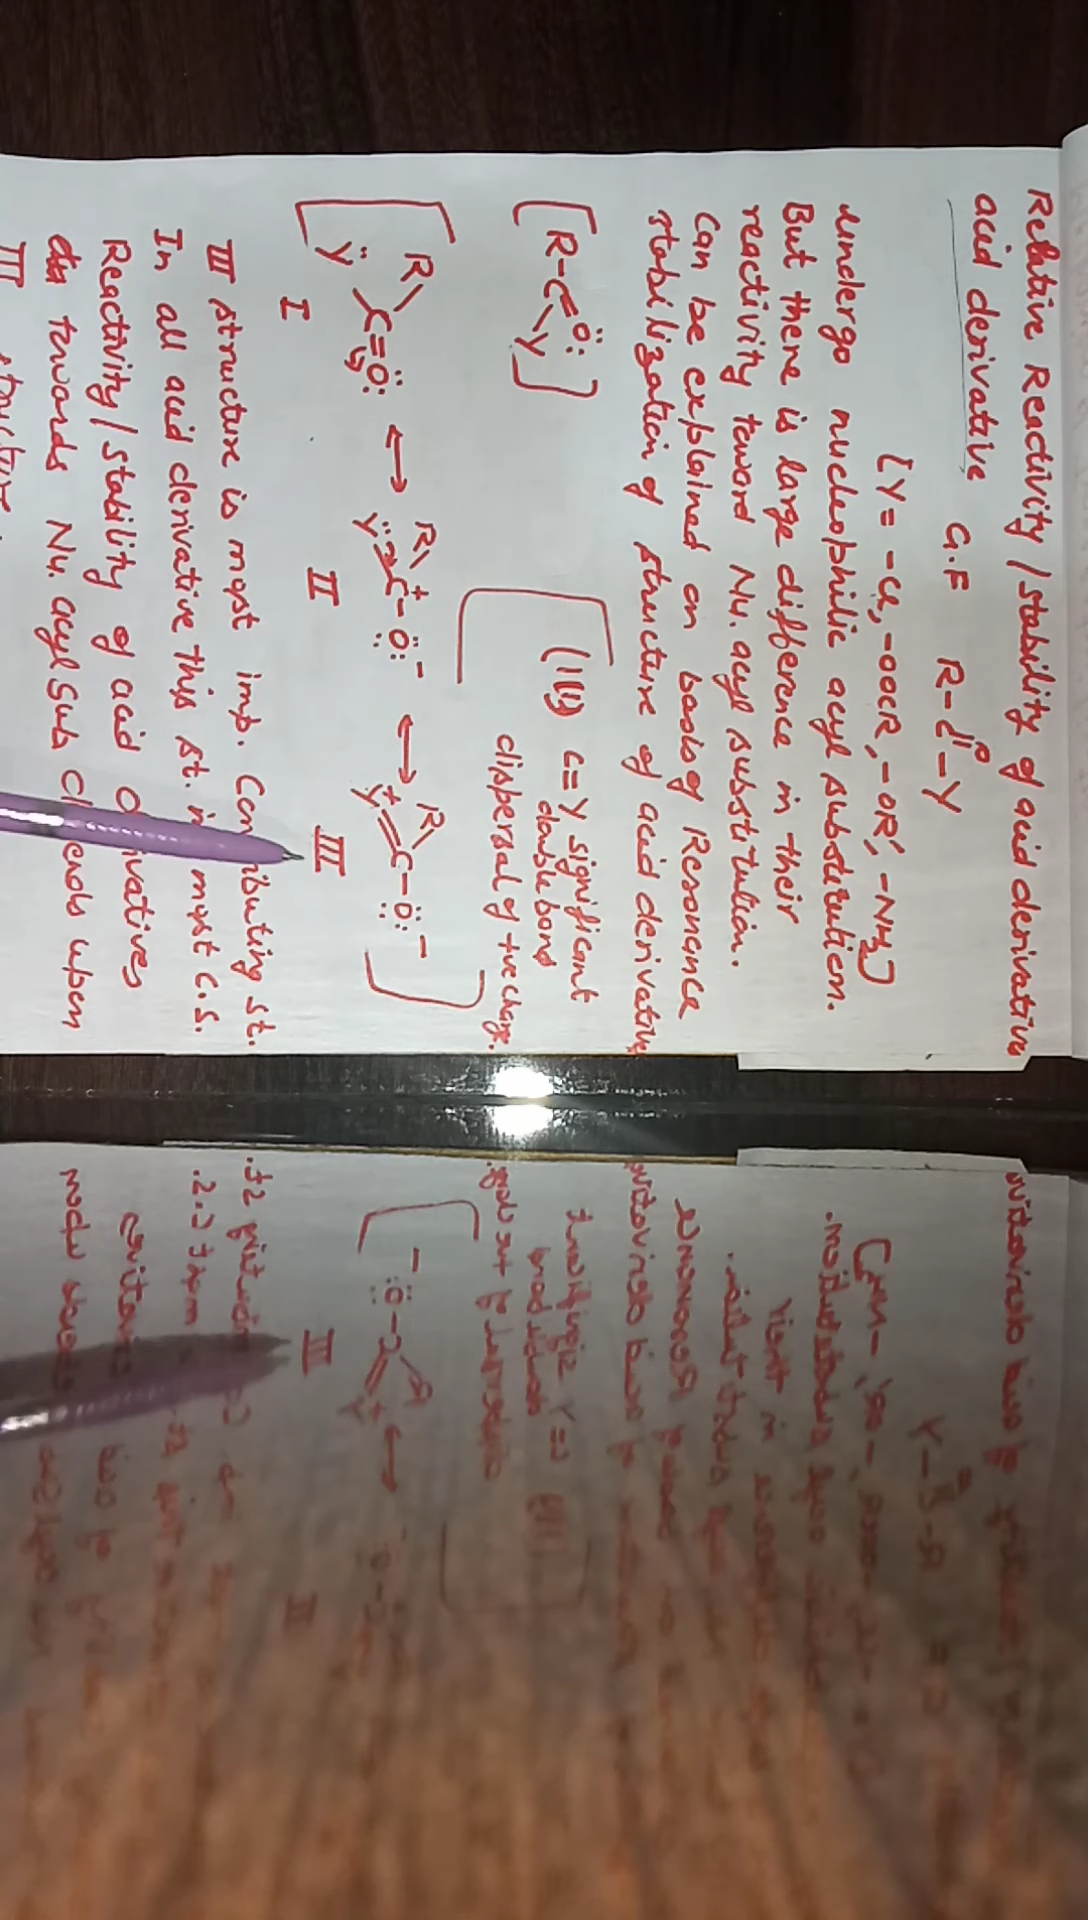 Relative Reactivity/stability of acid derivative
acid derivative G.F R-C-Y
O
[Y = -Cl, -OOCR, -OR', -NH2]
undergo nucleophilic acyl substitution.
But there is large difference in their
reactivity toward Nu. acyl substitution.
Can be explained on basis of Resonance
stabilization of structure of acid derivative.
[R-C=Ö: Y]
(III) C=Y significant
double bond
dispersal of +ve charge.
[R Ÿ C=Ö: ↔ R Ÿ C⁺-Ö:⁻ ↔ R Y⁺=C-Ö:⁻]
I II III
III structure is most imp. Contributing st.
In all acid derivative this st. is most C.S.
Reactivity/stability of acid
towards Nu. acyl Sub upon
III